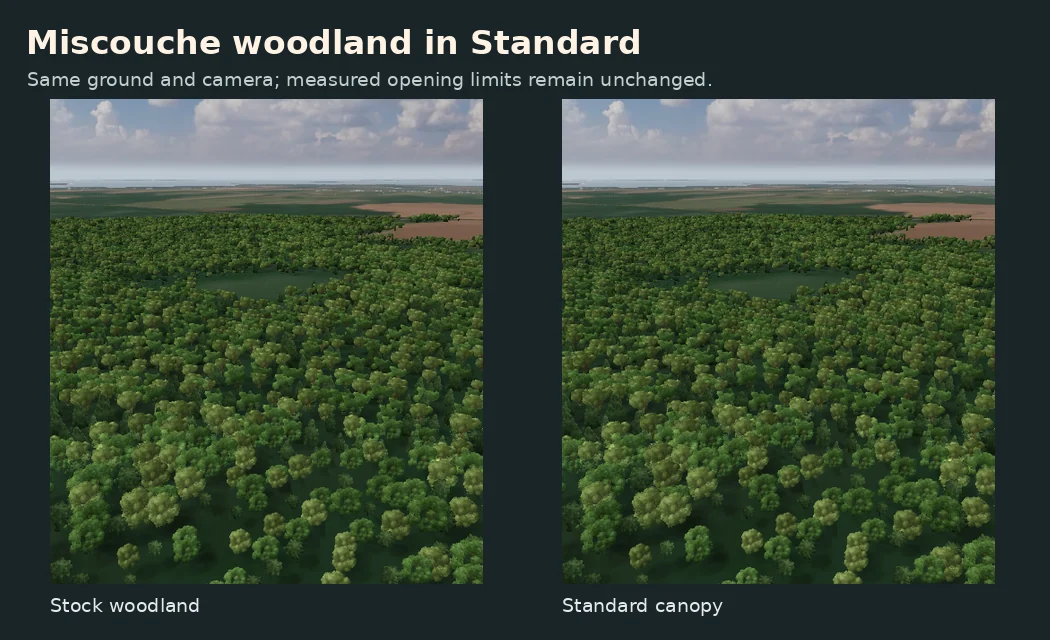 Miscouche woodland in Standard
Same ground and camera; measured opening limits remain unchanged.
Stock woodland
Standard canopy